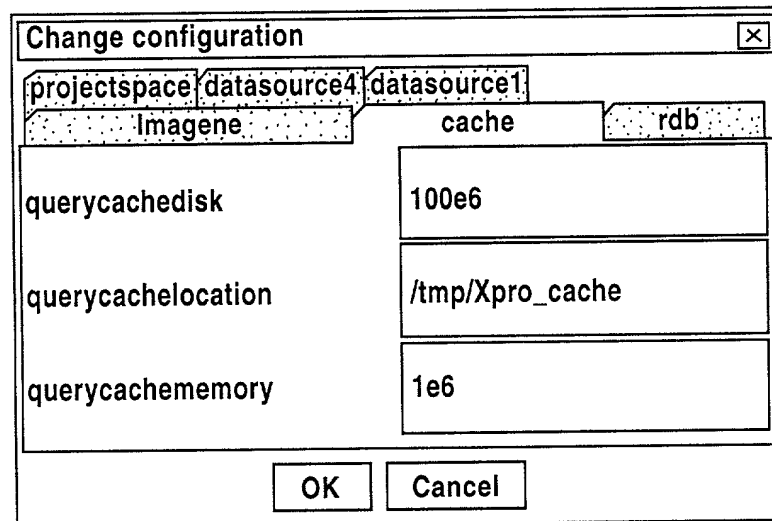 Change configuration
projectspace datasource4 datasource1
Imagene cache rdb
querycachedisk 100e6
querycachelocation /tmp/Xpro_cache
querycachememory 1e6
OK Cancel